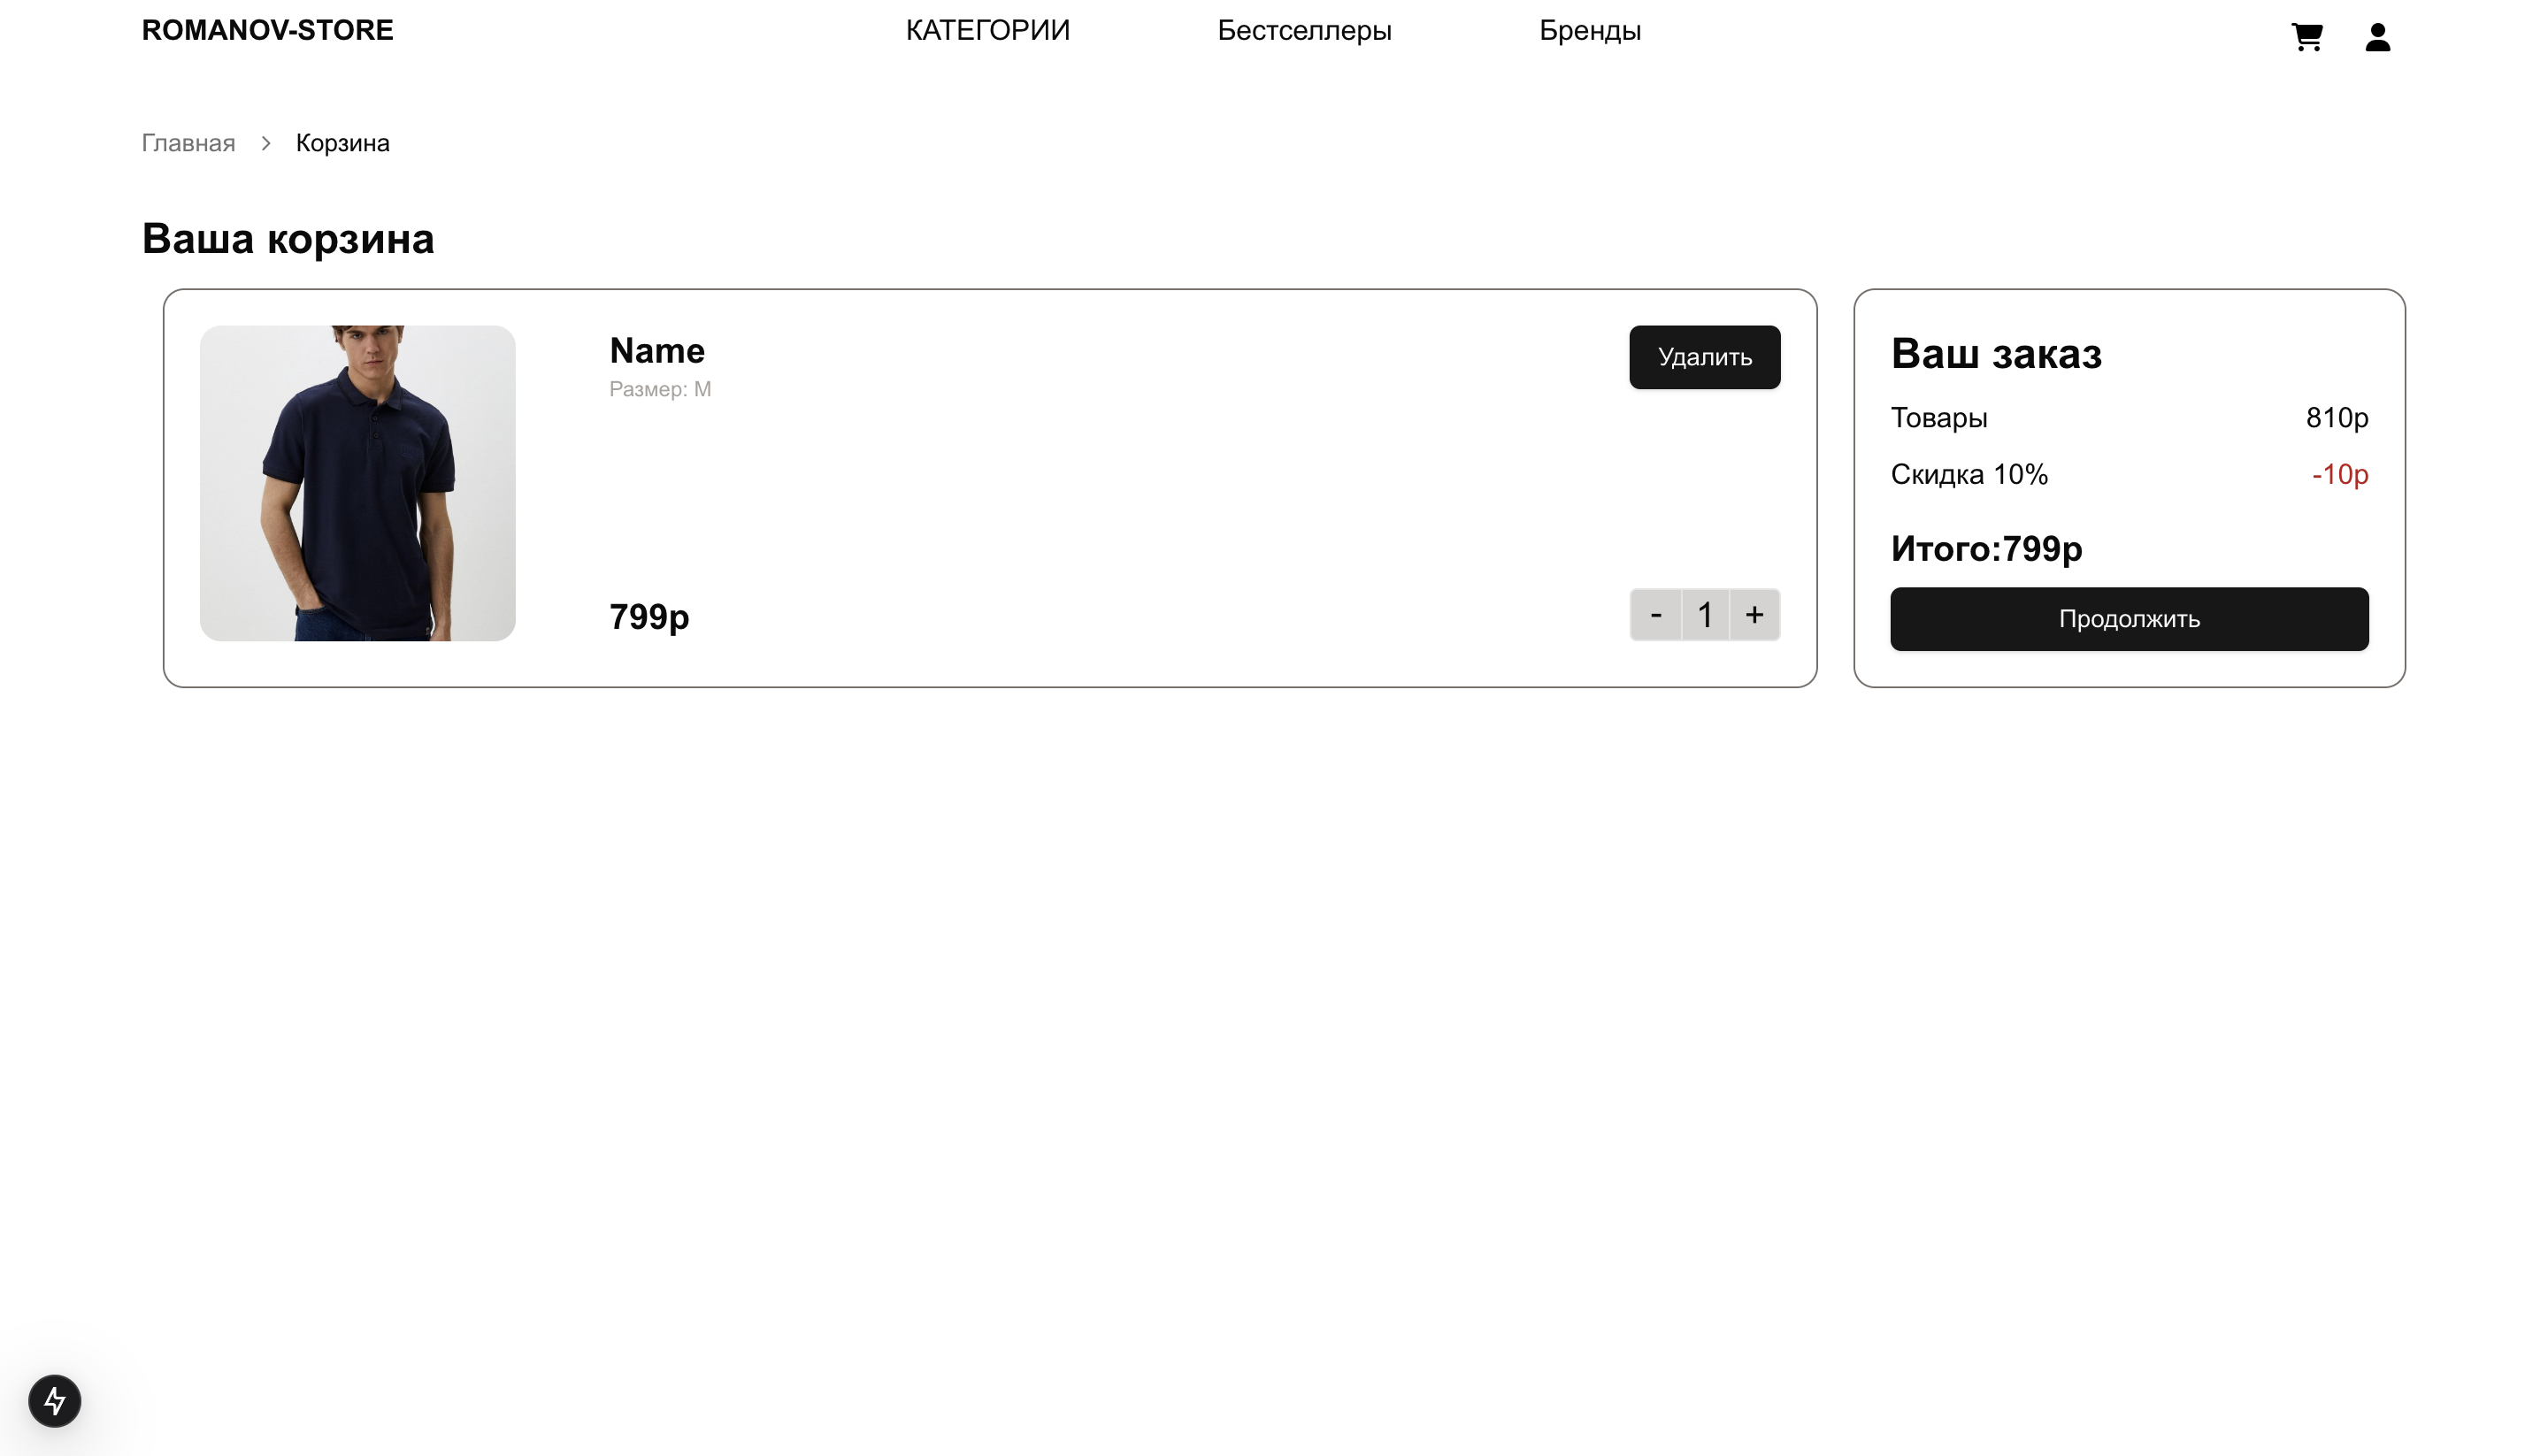 ROMANOV-STORE
КАТЕГОРИИ
Бестселлеры
Бренды
Главная
Корзина
Ваша корзина
Name
Размер: M
Удалить
799р
- 1 +
Ваш заказ
Товары 810р
Скидка 10% -10р
Итого:799р
Продолжить